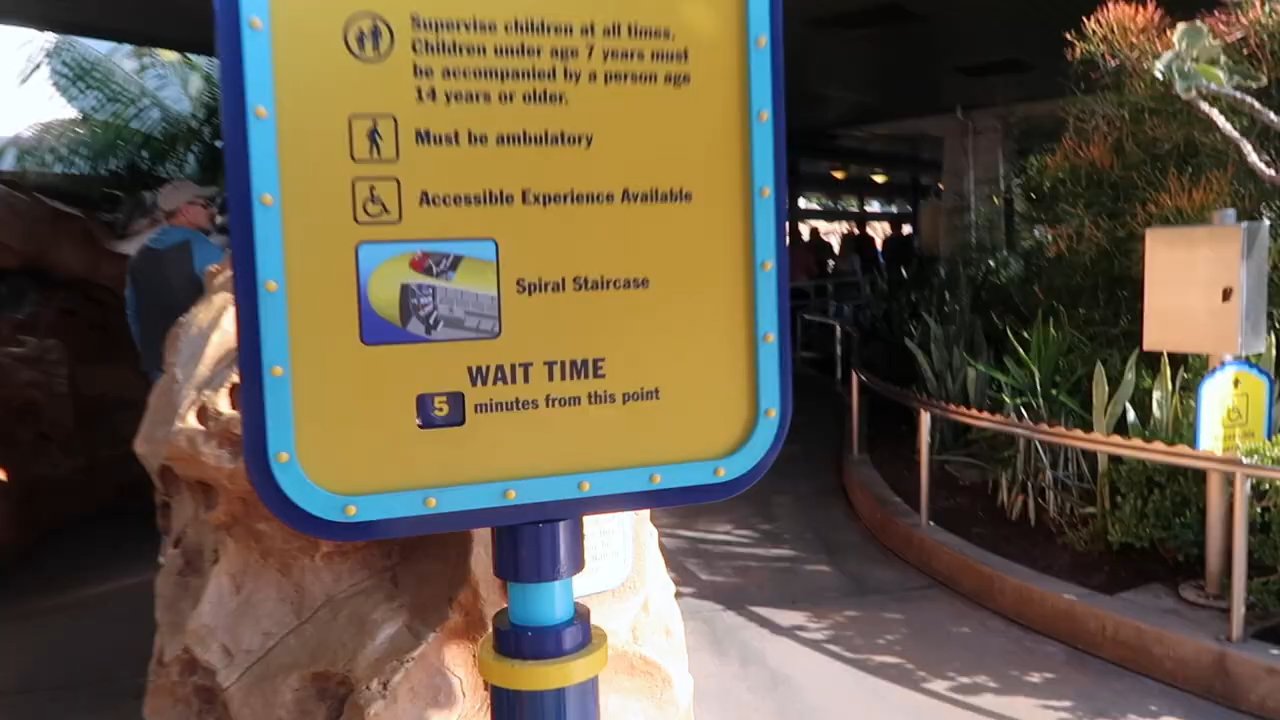 Supervise children at all times.
Children under age 7 years must
be accompanied by a person age
14 years or older.
Must be ambulatory
Accessible Experience Available
Spiral Staircase
WAIT TIME
5 minutes from this point